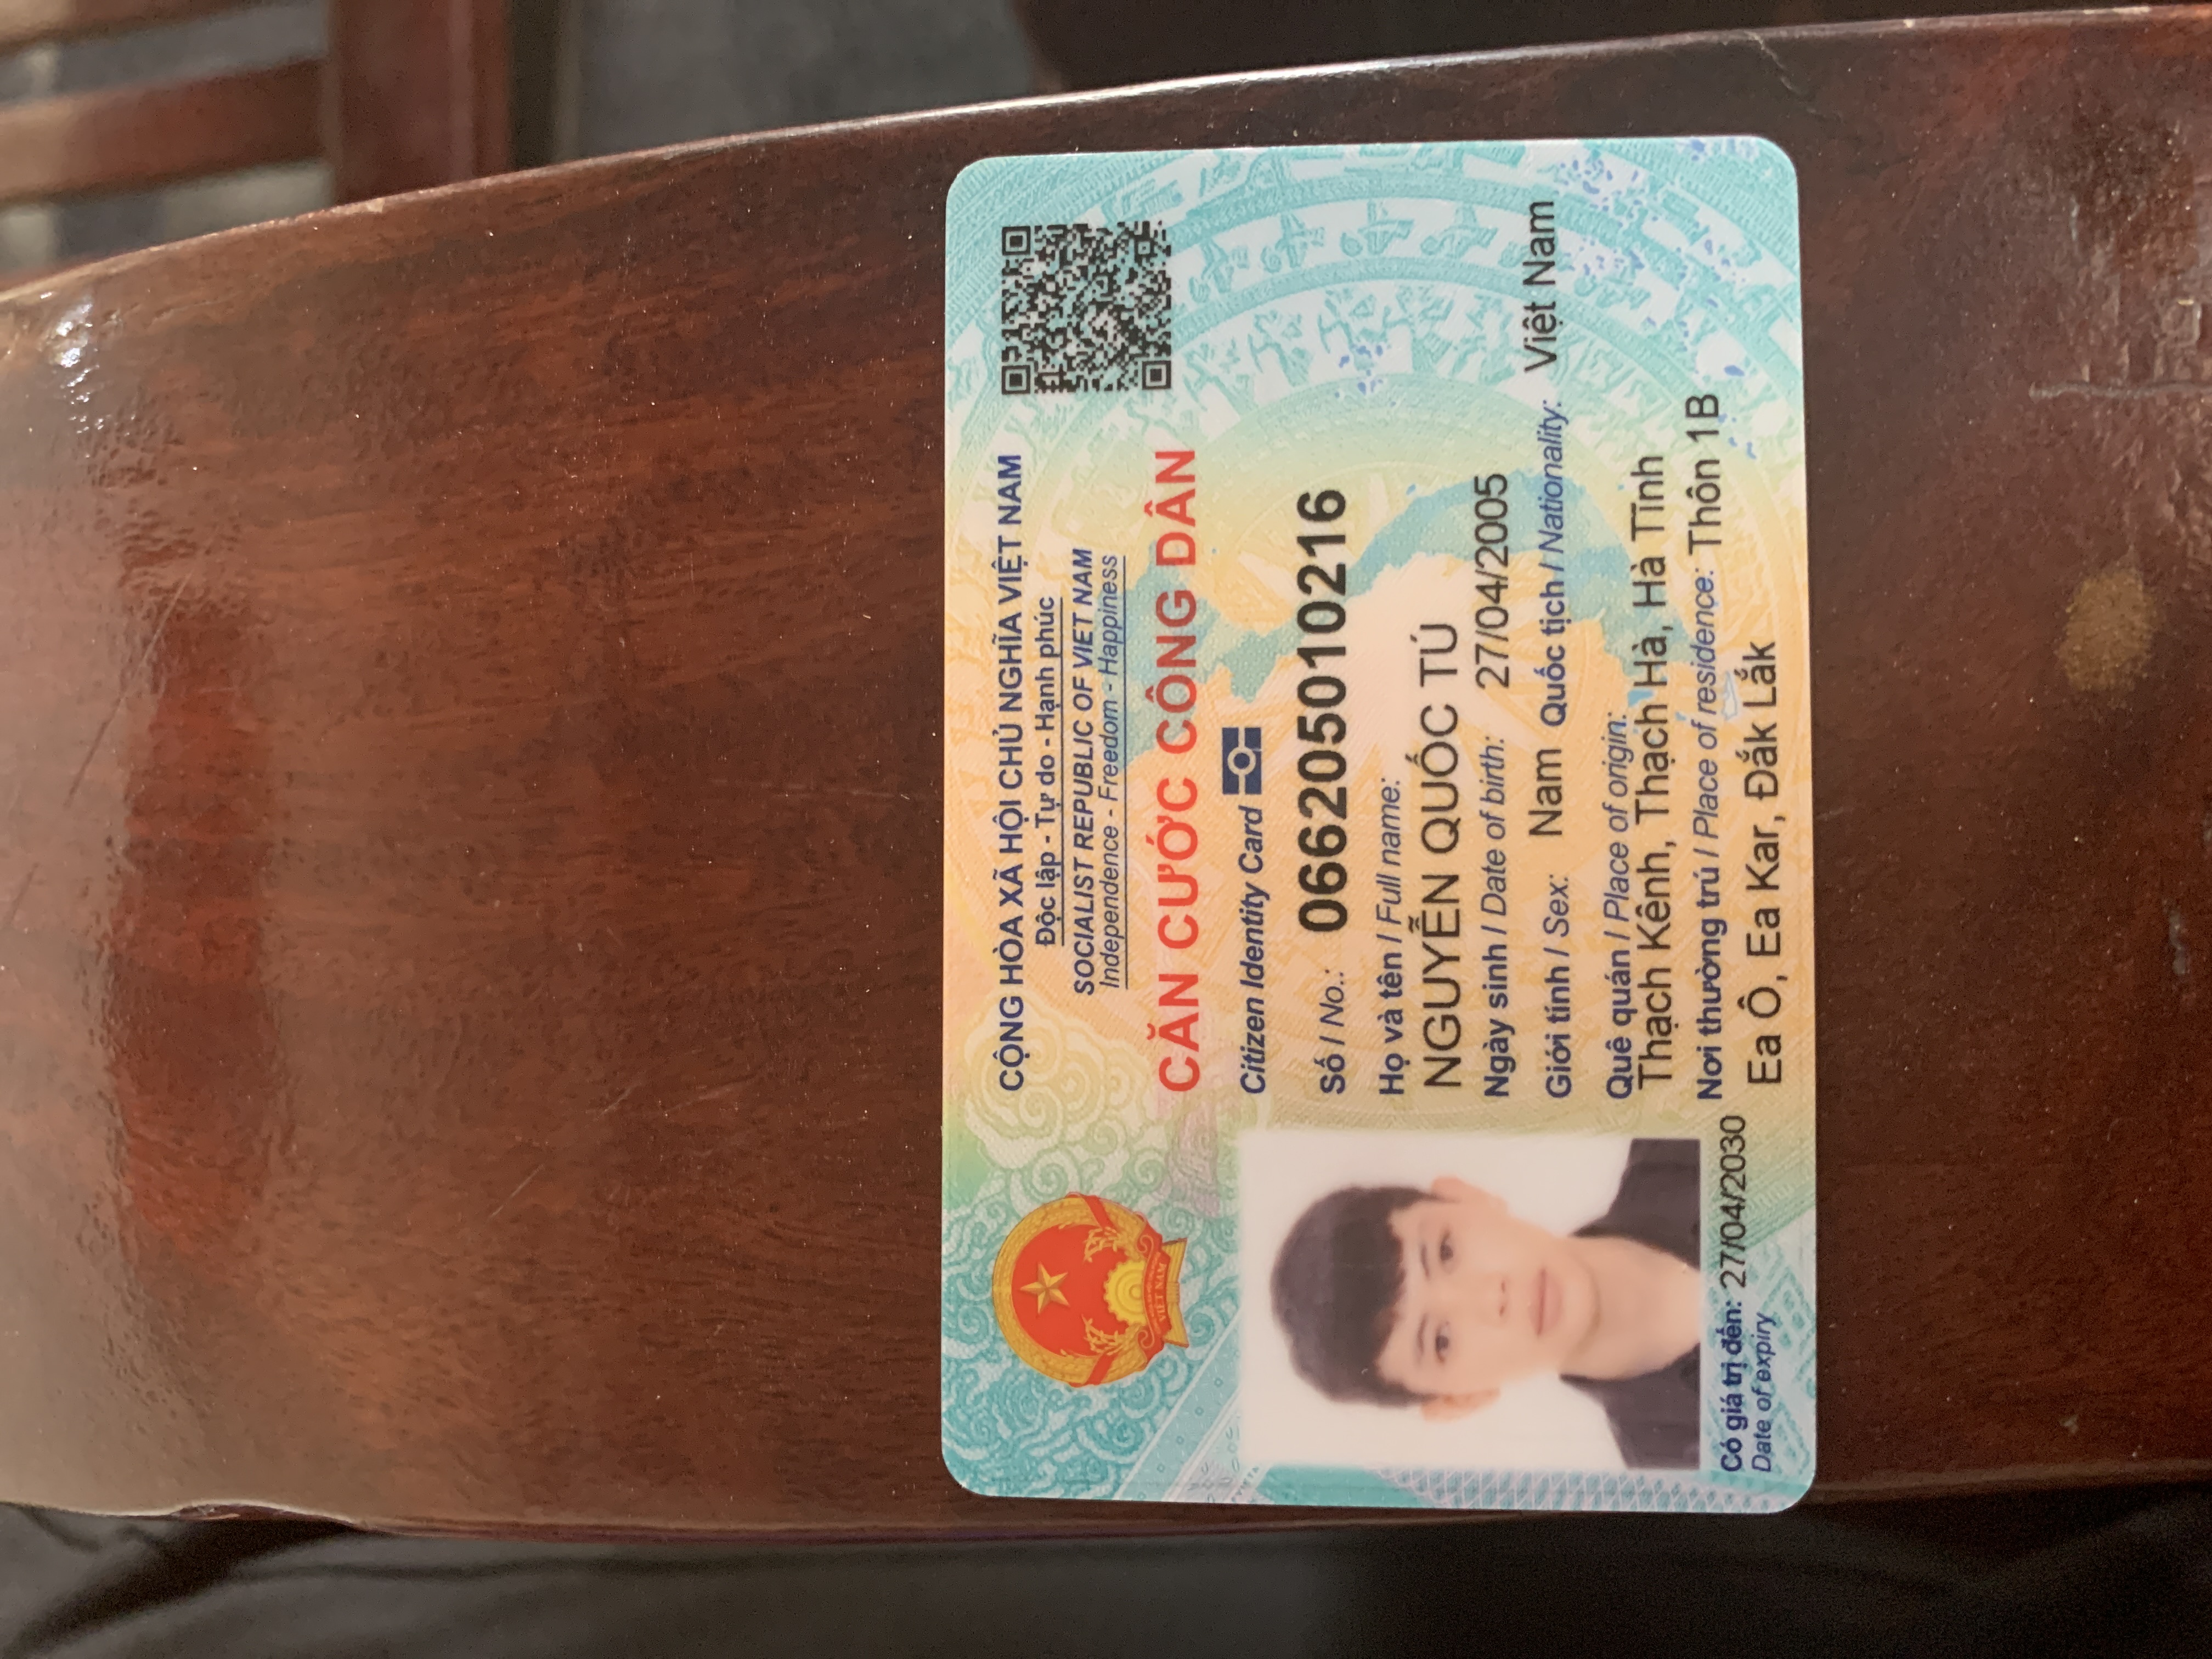 CỘNG HÒA XÃ HỘI CHỦ NGHĨA VIỆT NAM
Độc lập - Tự do - Hạnh phúc
SOCIALIST REPUBLIC OF VIET NAM
Independence - Freedom - Happiness
CĂN CƯỚC CÔNG DÂN
Citizen Identity Card
Số / No.: 066205010216
Họ và tên / Full name:
NGUYỄN QUỐC TÚ
Ngày sinh / Date of birth: 27/04/2005
Giới tính / Sex: Nam Quốc tịch / Nationality: Việt Nam
Quê quán / Place of origin:
Thạch Kênh, Thạch Hà, Hà Tĩnh
Nơi thường trú / Place of residence: Thôn 1B
Ea Ô, Ea Kar, Đắk Lắk
Có giá trị đến: 27/04/2030
Date of expiry
VIỆT NAM